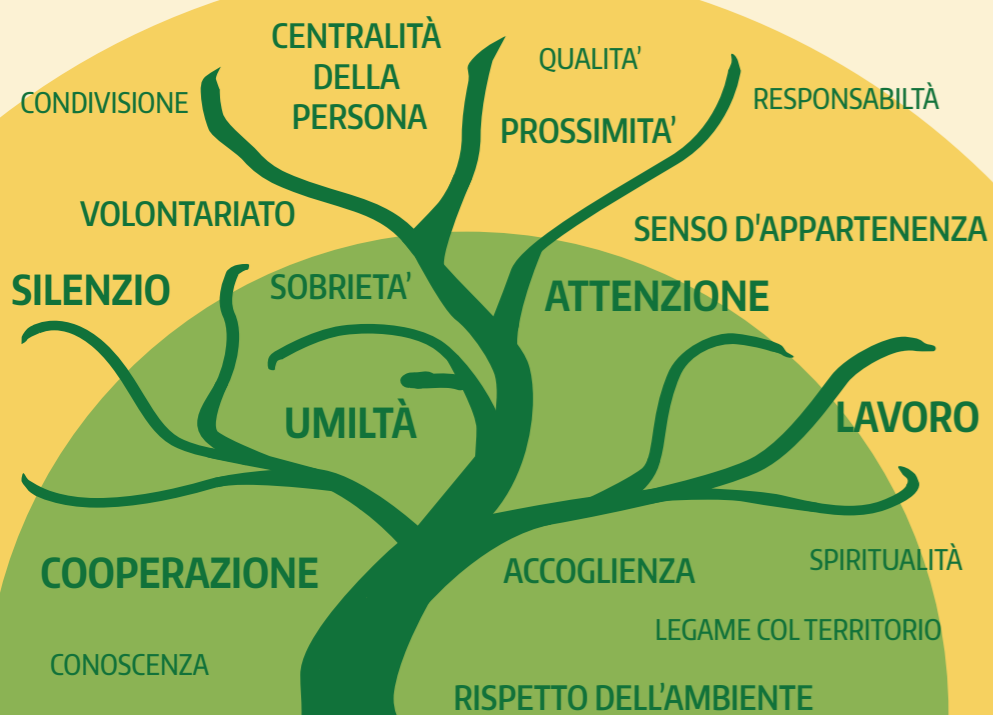 CENTRALITÀ
DELLA
PERSONA
QUALITA'
CONDIVISIONE
RESPONSABILTÀ
PROSSIMITA'
VOLONTARIATO
SENSO D'APPARTENENZA
SILENZIO
SOBRIETA'
ATTENZIONE
UMILTÀ
LAVORO
COOPERAZIONE
ACCOGLIENZA
SPIRITUALITÀ
LEGAME COL TERRITORIO
CONOSCENZA
RISPETTO DELL'AMBIENTE